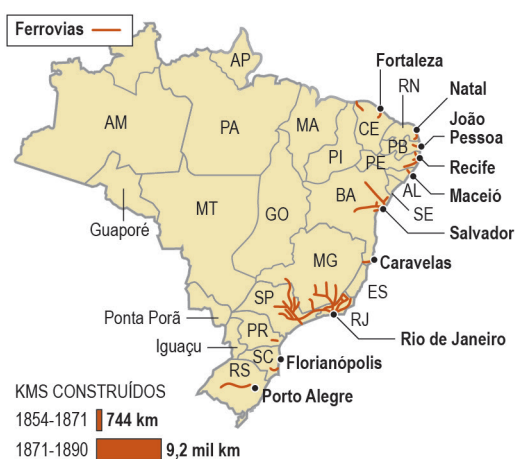 Ferrovias
AP
Fortaleza
RN
Natal
João
Pessoa
AM
PA
MA
CE
PB
PI
PE
Recife
AL
Maceió
BA
SE
MT
GO
Salvador
Guaporé
MG
Caravelas
SP
ES
Ponta Porã
RJ
PR
Rio de Janeiro
Iguaçu
SC
Florianópolis
RS
Porto Alegre
KMS CONSTRUÍDOS
1854-1871 744 km
1871-1890 9,2 mil km